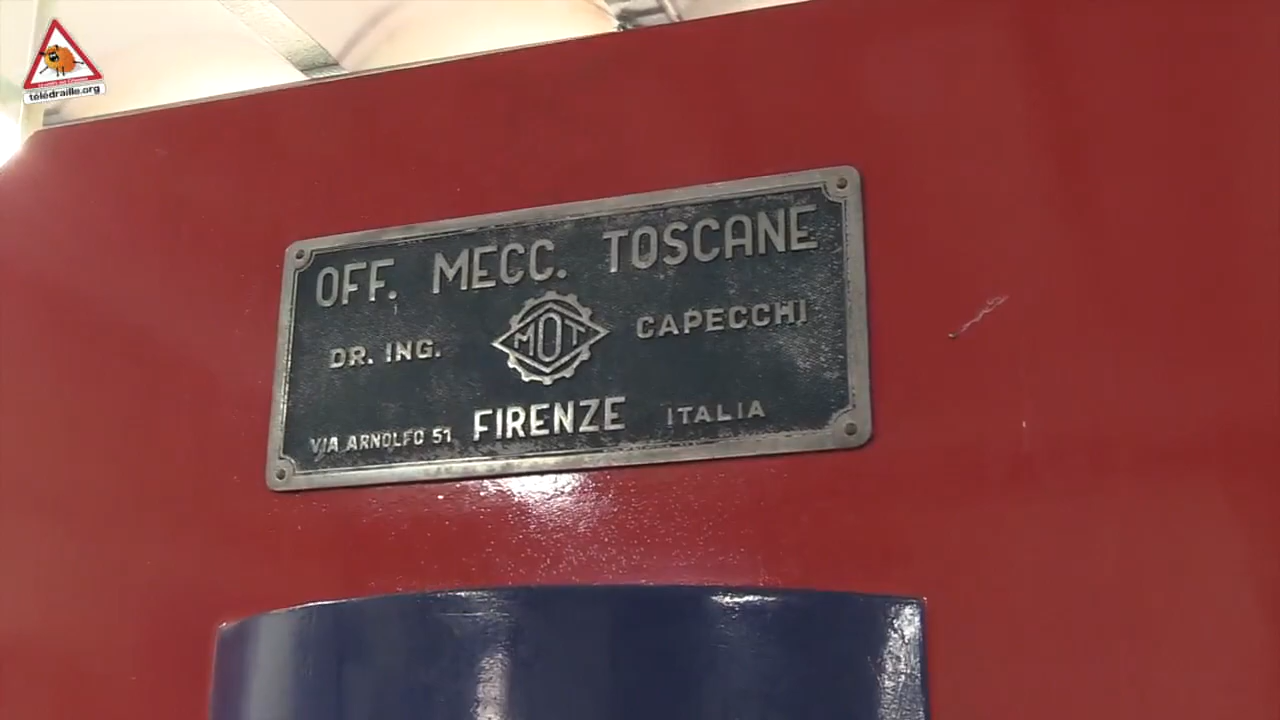 télédraille.org
OFF. MECC. TOSCANE
DR. ING. MOT CAPECCHI
VIA ARNOLFO 51 FIRENZE ITALIA